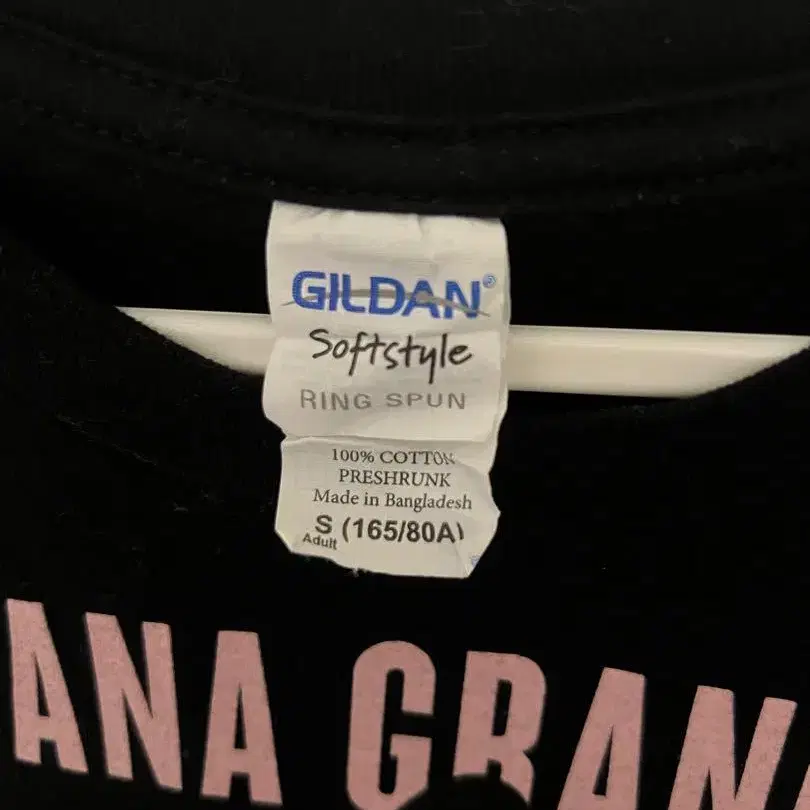 GILDAN®
Softstyle
RING SPUN
100% COTTON
PRESHRUNK
Made in Bangladesh
S (165/80A)
Adult
ANA GRAN